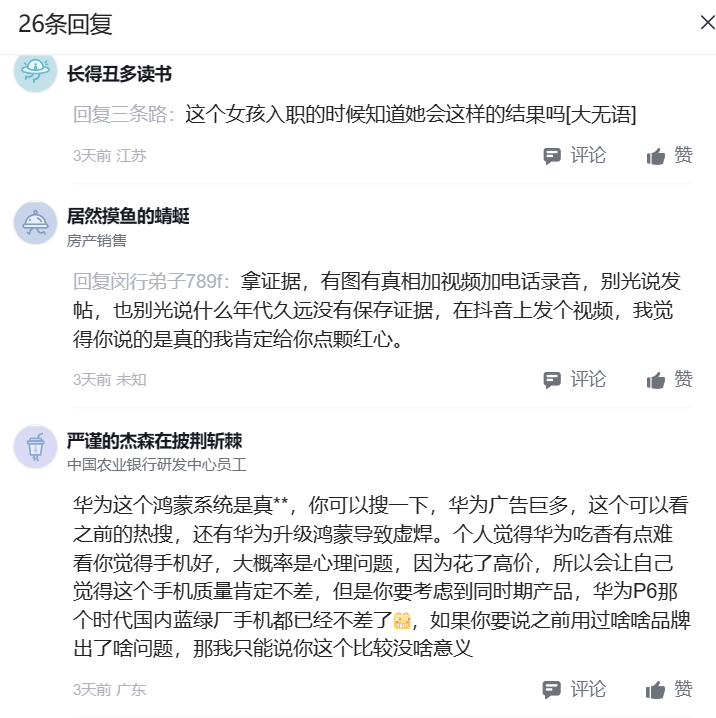 26条回复
长得丑多读书
回复三条路：这个女孩入职的时候知道她会这样的结果吗[大无语]
3天前 江苏
评论 赞
居然摸鱼的蜻蜓
房产销售
回复闵行弟子789f：拿证据，有图有真相加视频加电话录音，别光说发
帖，也别光说什么年代久远没有保存证据，在抖音上发个视频，我觉
得你说的是真的我肯定给你点颗红心。
3天前 未知
评论 赞
严谨的杰森在披荆斩棘
中国农业银行研发中心员工
华为这个鸿蒙系统是真**，你可以搜一下，华为广告巨多，这个可以看
之前的热搜，还有华为升级鸿蒙导致虚焊。个人觉得华为吃香有点难
看你觉得手机好，大概率是心理问题，因为花了高价，所以会让自己
觉得这个手机质量肯定不差，但是你要考虑到同时期产品，华为P6那
个时代国内蓝绿厂手机都已经不差了😁，如果你要说之前用过啥啥品牌
出了啥问题，那我只能说你这个比较没啥意义
3天前 广东
评论 赞